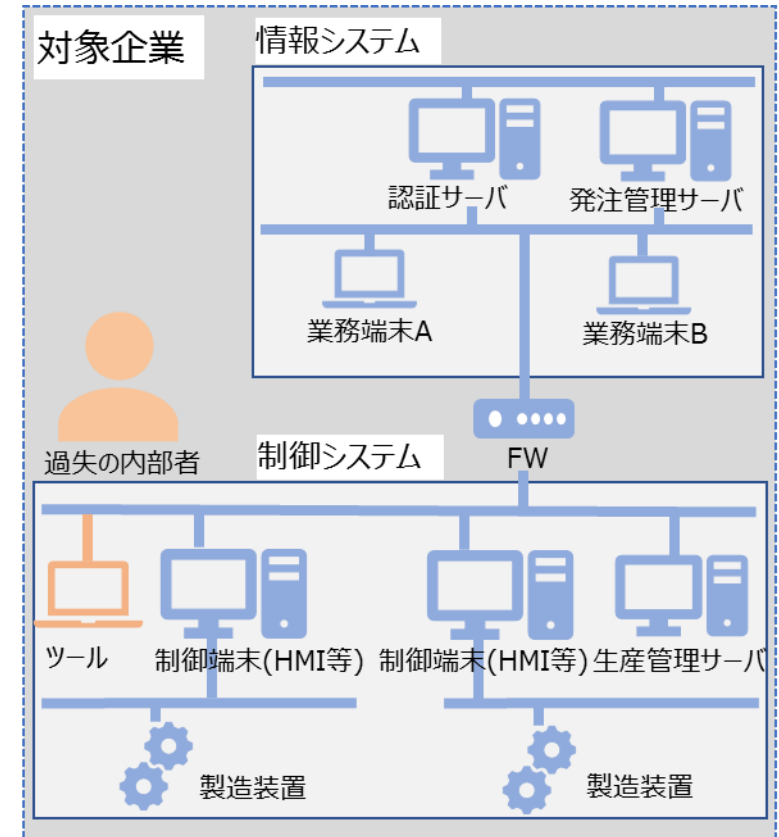 対象企業
情報システム
認証サーバ
発注管理サーバ
業務端末A
業務端末B
過失の内部者
制御システム
FW
ツール
制御端末(HMI等)
制御端末(HMI等)
生産管理サーバ
製造装置
製造装置